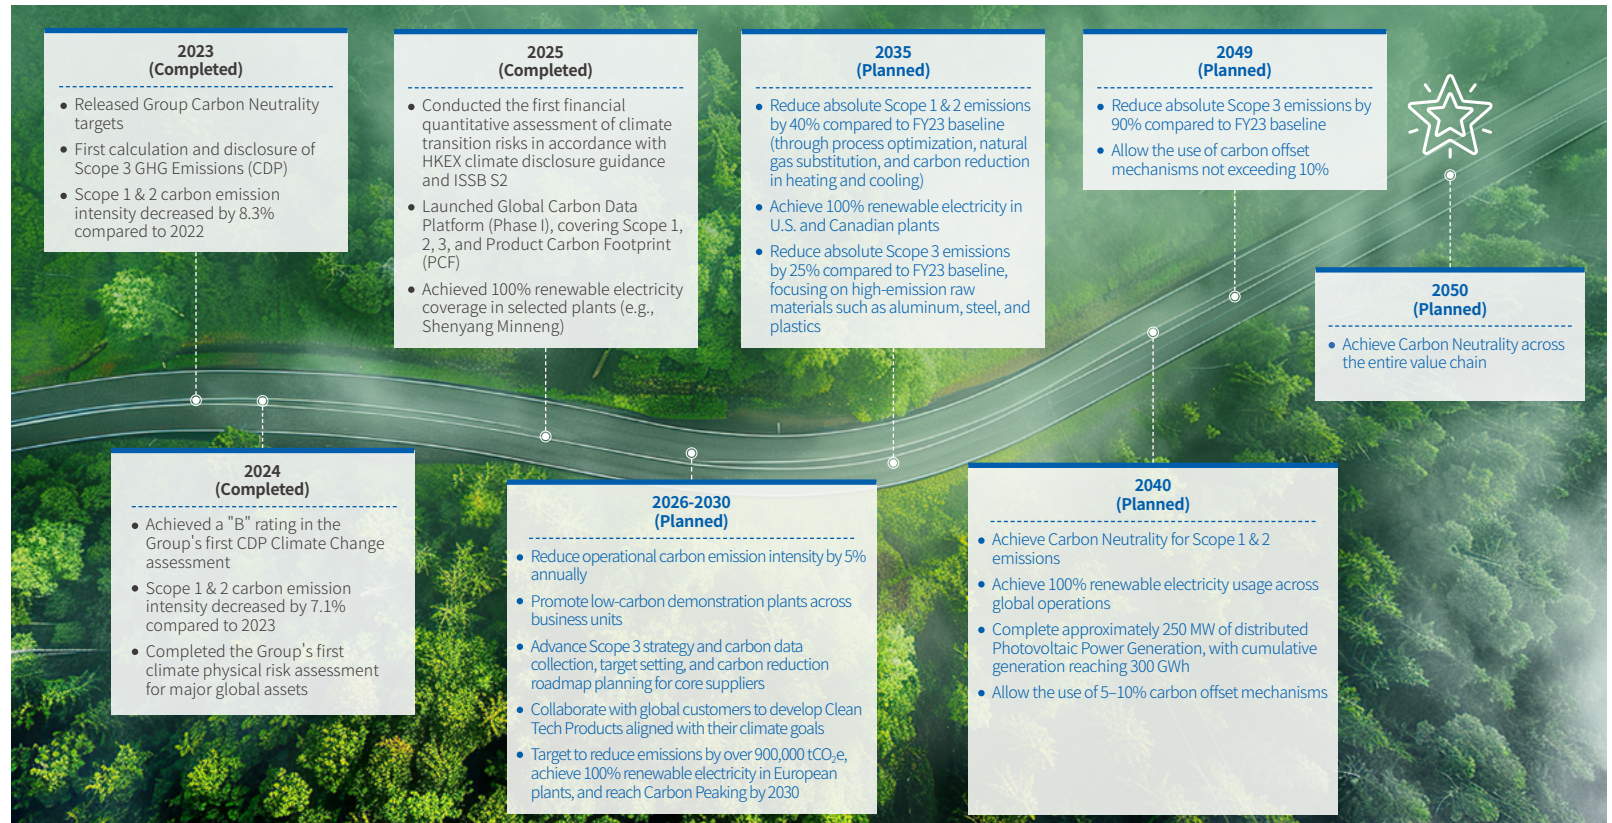 2023
(Completed)
• Released Group Carbon Neutrality
targets
• First calculation and disclosure of
Scope 3 GHG Emissions (CDP)
• Scope 1 & 2 carbon emission
intensity decreased by 8.3%
compared to 2022
2024
(Completed)
• Achieved a "B" rating in the
Group's first CDP Climate Change
assessment
• Scope 1 & 2 carbon emission
intensity decreased by 7.1%
compared to 2023
• Completed the Group's first
climate physical risk assessment
for major global assets
2025
(Completed)
• Conducted the first financial
quantitative assessment of climate
transition risks in accordance with
HKEX climate disclosure guidance
and ISSB S2
• Launched Global Carbon Data
Platform (Phase I), covering Scope 1,
2, 3, and Product Carbon Footprint
(PCF)
• Achieved 100% renewable electricity
coverage in selected plants (e.g.,
Shenyang Minneng)
2026-2030
(Planned)
• Reduce operational carbon emission intensity by 5%
annually
• Promote low-carbon demonstration plants across
business units
• Advance Scope 3 strategy and carbon data
collection, target setting, and carbon reduction
roadmap planning for core suppliers
• Collaborate with global customers to develop Clean
Tech Products aligned with their climate goals
• Target to reduce emissions by over 900,000 tCO₂e,
achieve 100% renewable electricity in European
plants, and reach Carbon Peaking by 2030
2035
(Planned)
• Reduce absolute Scope 1 & 2 emissions
by 40% compared to FY23 baseline
(through process optimization, natural
gas substitution, and carbon reduction
in heating and cooling)
• Achieve 100% renewable electricity in
U.S. and Canadian plants
• Reduce absolute Scope 3 emissions
by 25% compared to FY23 baseline,
focusing on high-emission raw
materials such as aluminum, steel, and
plastics
2040
(Planned)
• Achieve Carbon Neutrality for Scope 1 & 2
emissions
• Achieve 100% renewable electricity usage across
global operations
• Complete approximately 250 MW of distributed
Photovoltaic Power Generation, with cumulative
generation reaching 300 GWh
• Allow the use of 5–10% carbon offset mechanisms
2049
(Planned)
• Reduce absolute Scope 3 emissions by
90% compared to FY23 baseline
• Allow the use of carbon offset
mechanisms not exceeding 10%
2050
(Planned)
• Achieve Carbon Neutrality across
the entire value chain